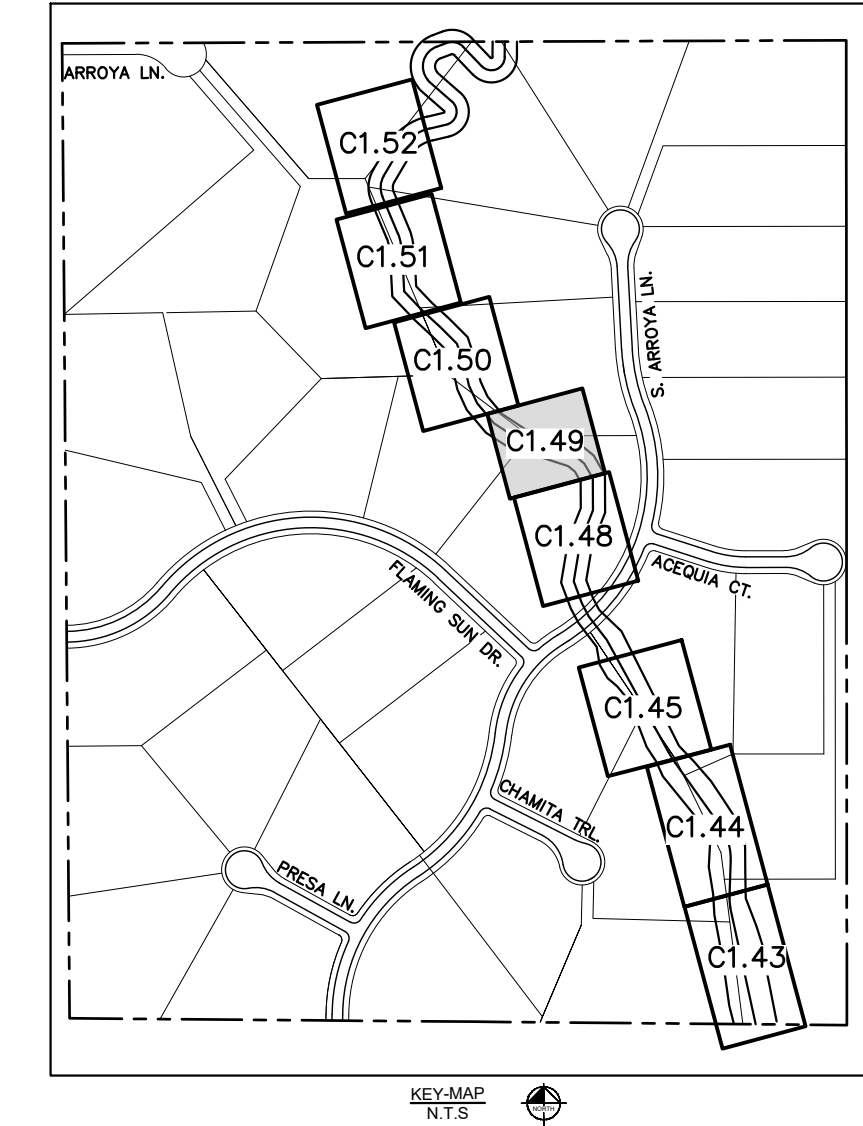 ARROYA LN.
C1.52
C1.51
S. ARROYA LN.
C1.50
C1.49
C1.48
ACEQUIA CT.
FLAMING SUN DR.
C1.45
CHAMITA TRL.
C1.44
PRESA LN.
C1.43
KEY-MAP
N.T.S
NORTH